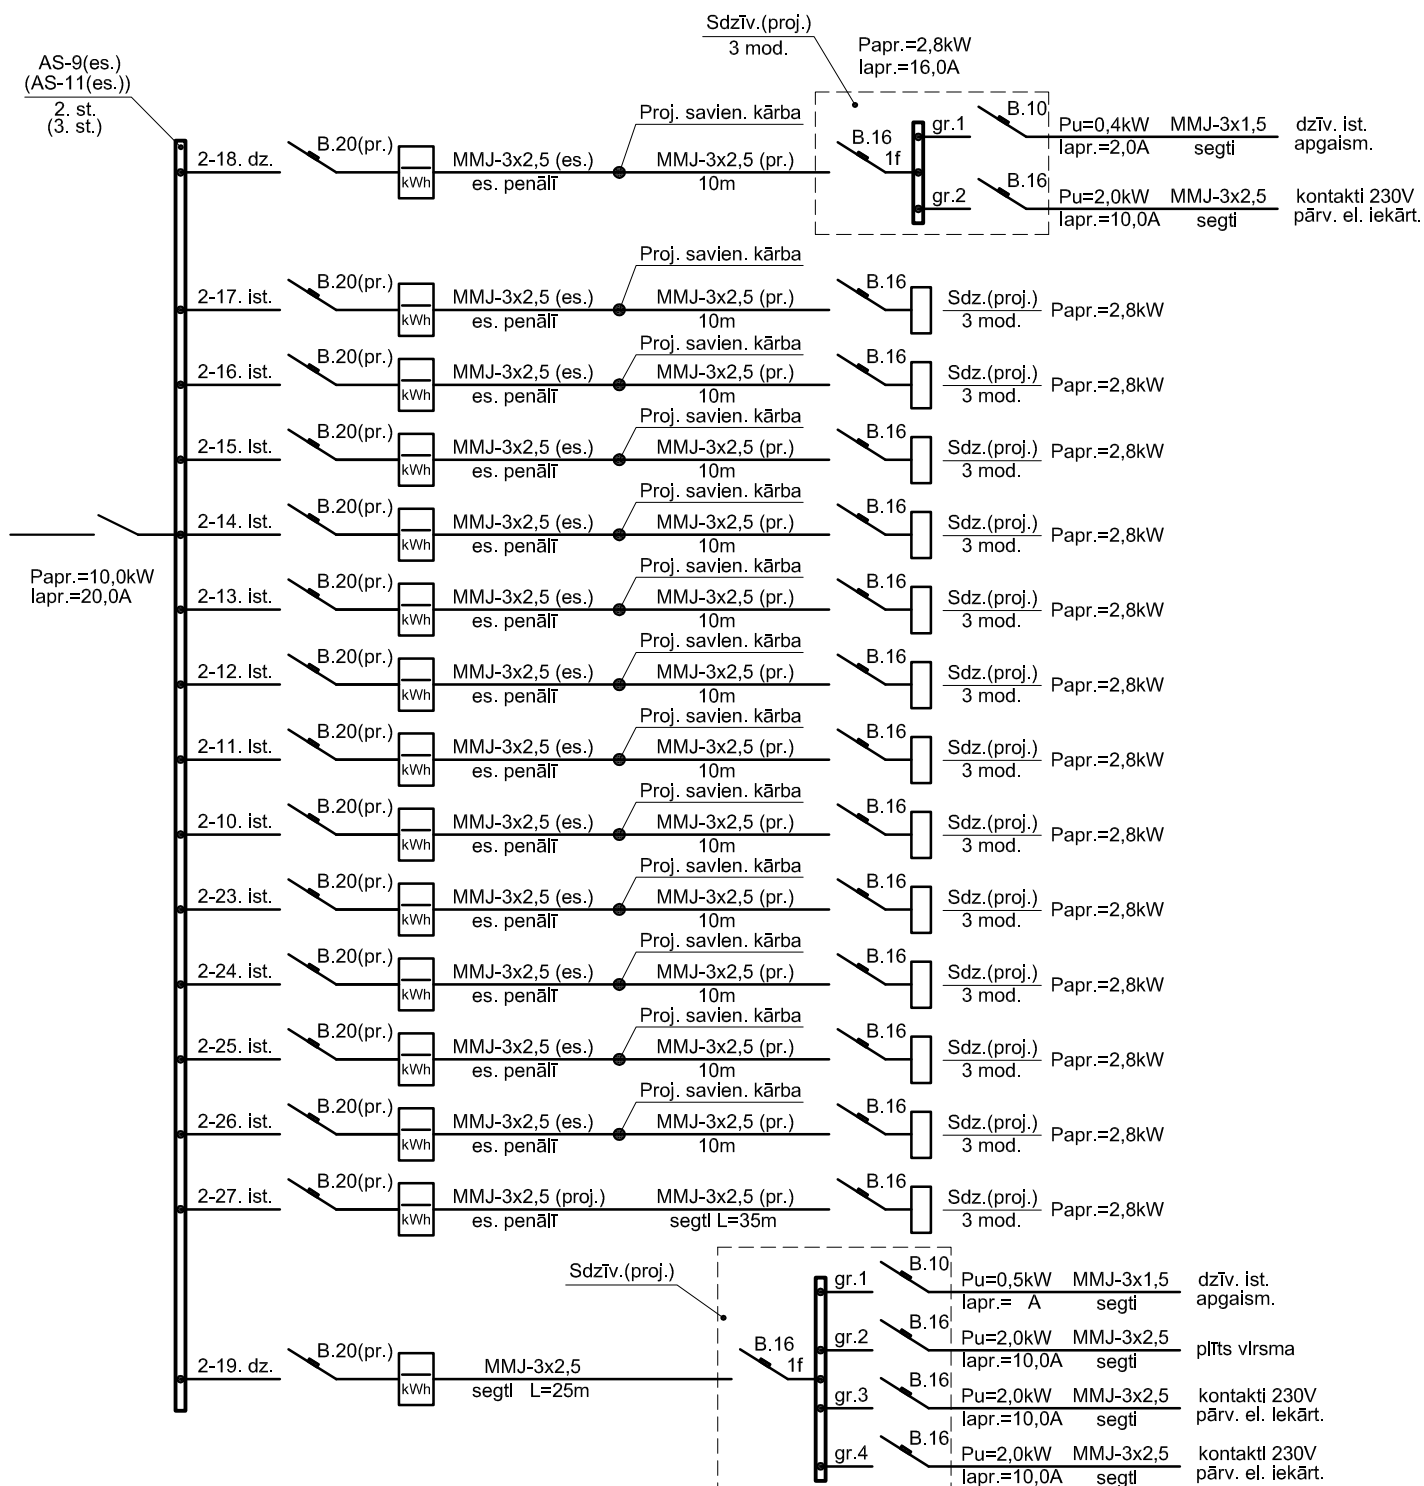 Sdzīv.(proj.)
3 mod.
Papr.=2,8kW
Iapr.=16,0A
AS-9(es.)
(AS-11(es.))
2. st.
(3. st.)
2-18. dz.
B.20(pr.)
kWh
MMJ-3x2,5 (es.)
es. penālī
Proj. savien. kārba
MMJ-3x2,5 (pr.)
10m
B.16
1f
gr.1
B.10
Pu=0,4kW
Iapr.=2,0A
MMJ-3x1,5
segti
dzīv. ist.
apgaism.
gr.2
B.16
Pu=2,0kW
Iapr.=10,0A
MMJ-3x2,5
segti
kontakti 230V
pārv. el. iekārt.
2-17. ist.
B.20(pr.)
kWh
MMJ-3x2,5 (es.)
es. penālī
Proj. savien. kārba
MMJ-3x2,5 (pr.)
10m
B.16
Sdz.(proj.)
3 mod.
Papr.=2,8kW
2-16. ist.
B.20(pr.)
kWh
MMJ-3x2,5 (es.)
es. penālī
Proj. savien. kārba
MMJ-3x2,5 (pr.)
10m
B.16
Sdz.(proj.)
3 mod.
Papr.=2,8kW
2-15. ist.
B.20(pr.)
kWh
MMJ-3x2,5 (es.)
es. penālī
Proj. savien. kārba
MMJ-3x2,5 (pr.)
10m
B.16
Sdz.(proj.)
3 mod.
Papr.=2,8kW
Papr.=10,0kW
Iapr.=20,0A
2-14. ist.
B.20(pr.)
kWh
MMJ-3x2,5 (es.)
es. penālī
Proj. savien. kārba
MMJ-3x2,5 (pr.)
10m
B.16
Sdz.(proj.)
3 mod.
Papr.=2,8kW
2-13. ist.
B.20(pr.)
kWh
MMJ-3x2,5 (es.)
es. penālī
Proj. savien. kārba
MMJ-3x2,5 (pr.)
10m
B.16
Sdz.(proj.)
3 mod.
Papr.=2,8kW
2-12. ist.
B.20(pr.)
kWh
MMJ-3x2,5 (es.)
es. penālī
Proj. savien. kārba
MMJ-3x2,5 (pr.)
10m
B.16
Sdz.(proj.)
3 mod.
Papr.=2,8kW
2-11. ist.
B.20(pr.)
kWh
MMJ-3x2,5 (es.)
es. penālī
Proj. savien. kārba
MMJ-3x2,5 (pr.)
10m
B.16
Sdz.(proj.)
3 mod.
Papr.=2,8kW
2-10. ist.
B.20(pr.)
kWh
MMJ-3x2,5 (es.)
es. penālī
Proj. savien. kārba
MMJ-3x2,5 (pr.)
10m
B.16
Sdz.(proj.)
3 mod.
Papr.=2,8kW
2-23. ist.
B.20(pr.)
kWh
MMJ-3x2,5 (es.)
es. penālī
Proj. savien. kārba
MMJ-3x2,5 (pr.)
10m
B.16
Sdz.(proj.)
3 mod.
Papr.=2,8kW
2-24. ist.
B.20(pr.)
kWh
MMJ-3x2,5 (es.)
es. penālī
Proj. savien. kārba
MMJ-3x2,5 (pr.)
10m
B.16
Sdz.(proj.)
3 mod.
Papr.=2,8kW
2-25. ist.
B.20(pr.)
kWh
MMJ-3x2,5 (es.)
es. penālī
Proj. savien. kārba
MMJ-3x2,5 (pr.)
10m
B.16
Sdz.(proj.)
3 mod.
Papr.=2,8kW
2-26. ist.
B.20(pr.)
kWh
MMJ-3x2,5 (es.)
es. penālī
Proj. savien. kārba
MMJ-3x2,5 (pr.)
10m
B.16
Sdz.(proj.)
3 mod.
Papr.=2,8kW
2-27. ist.
B.20(pr.)
kWh
MMJ-3x2,5 (proj.)
es. penālī
MMJ-3x2,5 (pr.)
segti L=35m
B.16
Sdz.(proj.)
3 mod.
Papr.=2,8kW
Sdzīv.(proj.)
2-19. dz.
B.20(pr.)
kWh
MMJ-3x2,5
segti L=25m
B.16
1f
gr.1
B.10
Pu=0,5kW
Iapr.= A
MMJ-3x1,5
segti
dzīv. ist.
apgaism.
gr.2
B.16
Pu=2,0kW
Iapr.=10,0A
MMJ-3x2,5
segti
plīts virsma
gr.3
B.16
Pu=2,0kW
Iapr.=10,0A
MMJ-3x2,5
segti
kontakti 230V
pārv. el. iekārt.
gr.4
B.16
Pu=2,0kW
Iapr.=10,0A
MMJ-3x2,5
segti
kontakti 230V
pārv. el. iekārt.